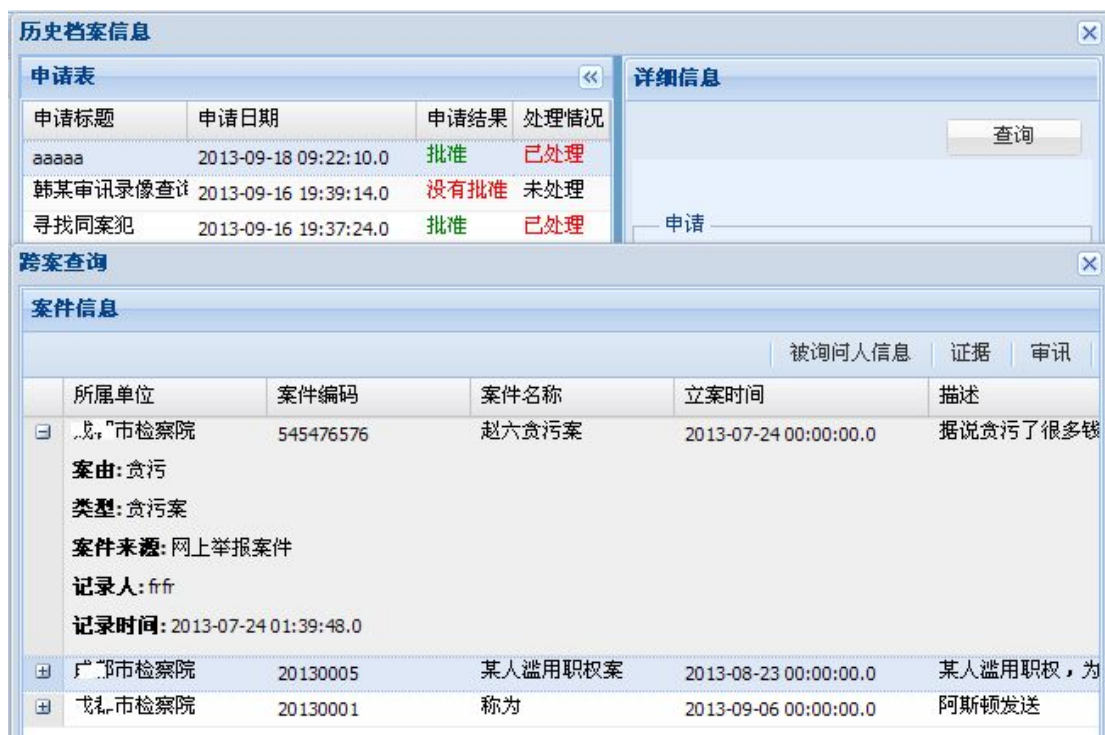 历史档案信息
申请表 详细信息
申请标题 申请日期 申请结果 处理情况
查询
aaaaa 2013-09-18 09:22:10.0 批准 已处理
韩某审讯录像查询 2013-09-16 19:39:14.0 没有批准 未处理
寻找同案犯 2013-09-16 19:37:24.0 批准 已处理
申请
跨案查询
案件信息
被询问人信息 证据 审讯
所属单位 案件编码 案件名称 立案时间 描述
市检察院 545476576 赵六贪污案 2013-07-24 00:00:00.0 据说贪污了很多钱
案由: 贪污
类型: 贪污案
案件来源: 网上举报案件
记录人: frfr
记录时间: 2013-07-24 01:39:48.0
市检察院 20130005 某人滥用职权案 2013-08-23 00:00:00.0 某人滥用职权，为
市检察院 20130001 称为 2013-09-06 00:00:00.0 阿斯顿发送